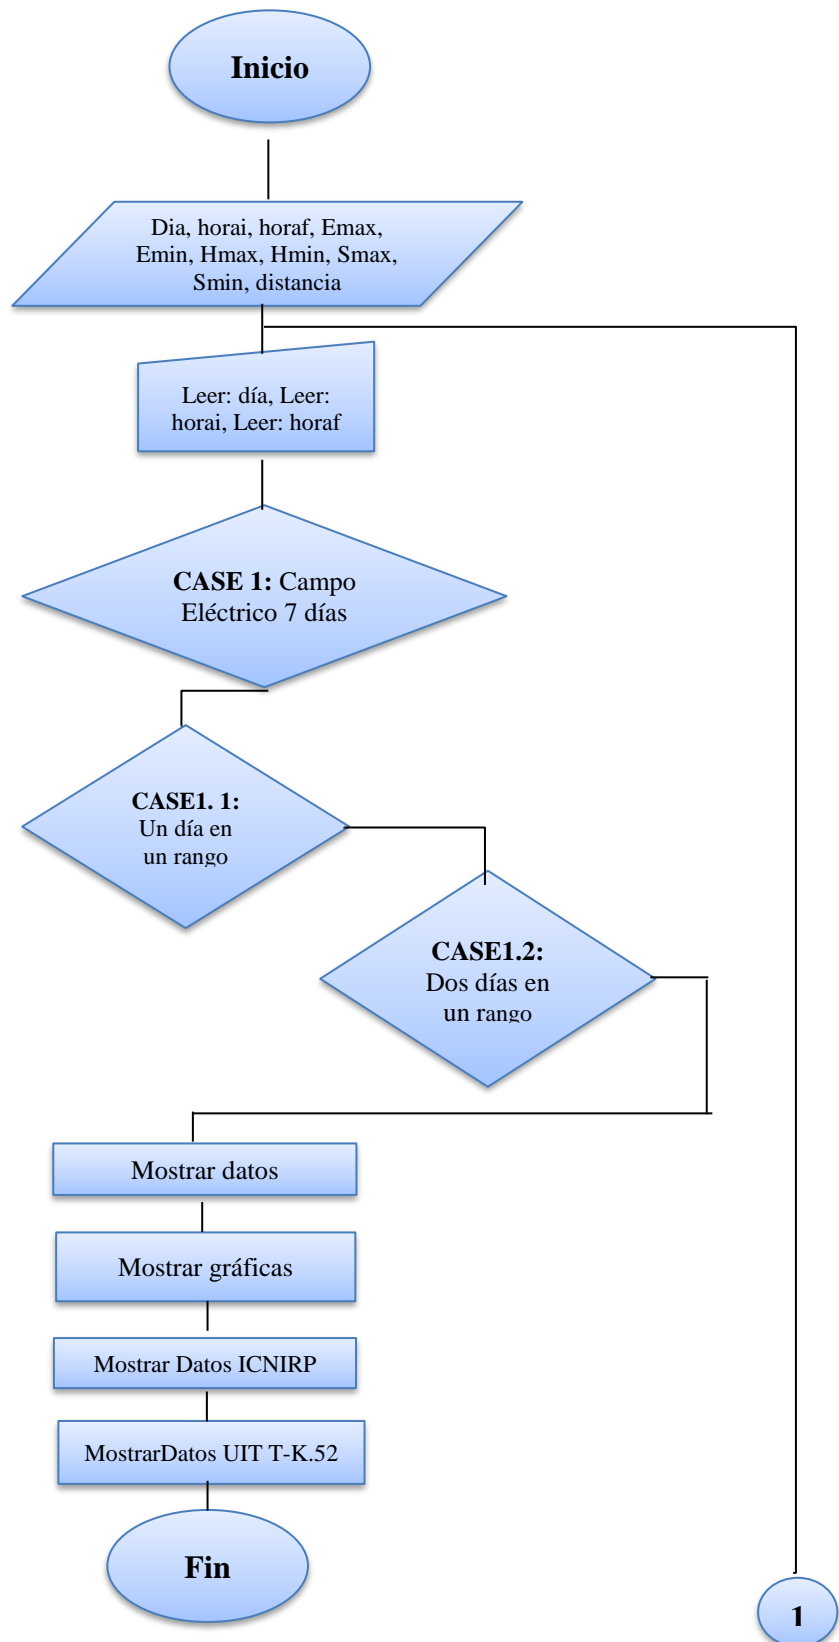 Inicio
Dia, horai, horaf, Emax,
Emin, Hmax, Hmin, Smax,
Smin, distancia
Leer: día, Leer:
horai, Leer: horaf
CASE 1: Campo
Eléctrico 7 días
CASE1. 1:
Un día en
un rango
CASE1.2:
Dos días en
un rango
Mostrar datos
Mostrar gráficas
Mostrar Datos ICNIRP
MostrarDatos UIT T-K.52
Fin
1